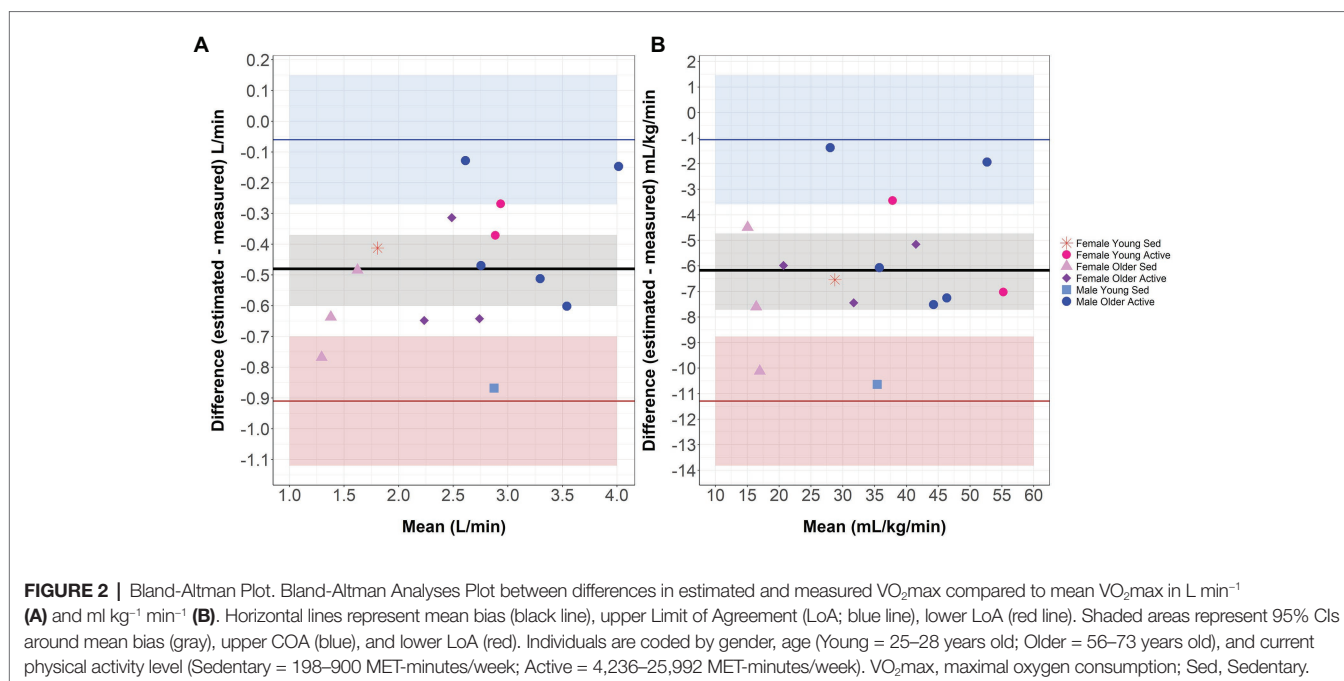 A
B
Difference (estimated - measured) L/min
0.2
0.1
0.0
-0.1
-0.2
-0.3
-0.4
-0.5
-0.6
-0.7
-0.8
-0.9
-1.0
-1.1
1.0 1.5 2.0 2.5 3.0 3.5 4.0
Mean (L/min)
Difference (estimated - measured) mL/kg/min
2
1
0
-1
-2
-3
-4
-5
-6
-7
-8
-9
-10
-11
-12
-13
-14
10 15 20 25 30 35 40 45 50 55 60
Mean (mL/kg/min)
Female Young Sed
Female Young Active
Female Older Sed
Female Older Active
Male Young Sed
Male Older Active
FIGURE 2 | Bland-Altman Plot. Bland-Altman Analyses Plot between differences in estimated and measured VO₂max compared to mean VO₂max in L min⁻¹
(A) and ml kg⁻¹ min⁻¹ (B). Horizontal lines represent mean bias (black line), upper Limit of Agreement (LoA; blue line), lower LoA (red line). Shaded areas represent 95% CIs
around mean bias (gray), upper COA (blue), and lower LoA (red). Individuals are coded by gender, age (Young = 25–28 years old; Older = 56–73 years old), and current
physical activity level (Sedentary = 198–900 MET-minutes/week; Active = 4,236–25,992 MET-minutes/week). VO₂max, maximal oxygen consumption; Sed, Sedentary.